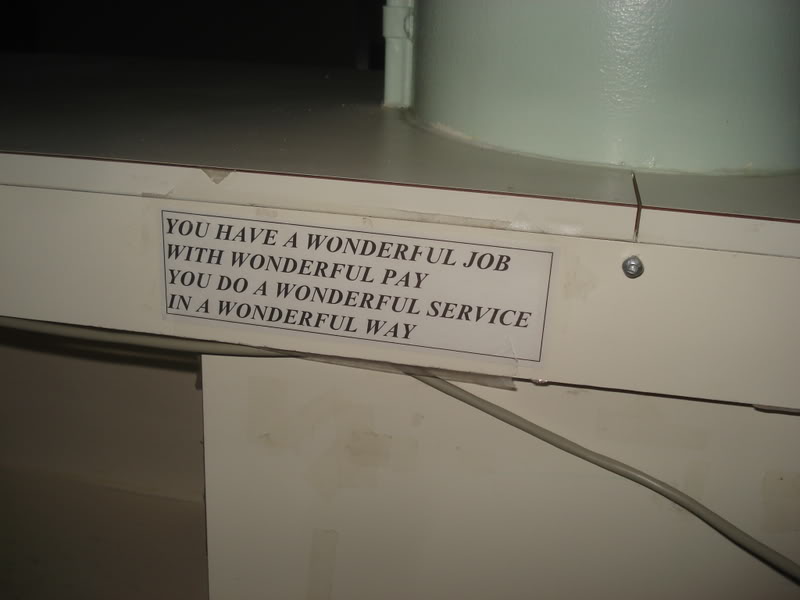 YOU HAVE A WONDERFUL JOB
WITH WONDERFUL PAY
YOU DO A WONDERFUL SERVICE
IN A WONDERFUL WAY